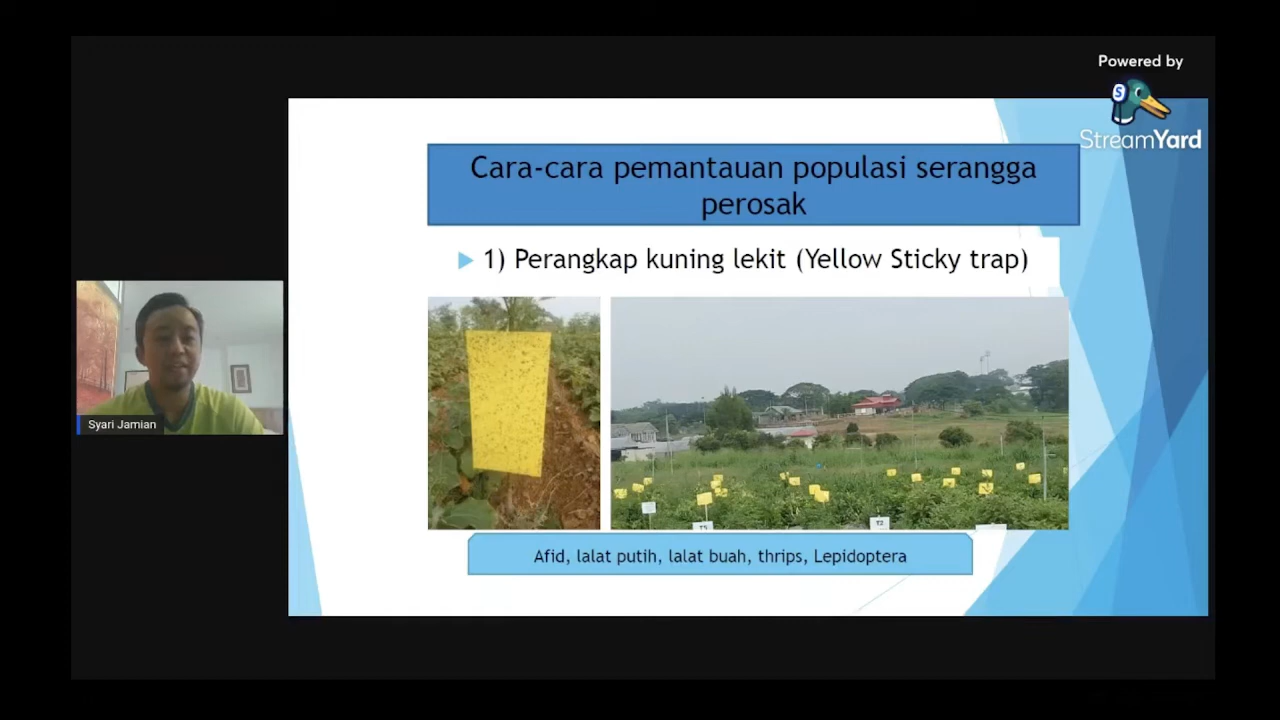 Powered by
S
StreamYard
Cara-cara pemantauan populasi serangga
perosak
1) Perangkap kuning lekit (Yellow Sticky trap)
T2
Afid, lalat putih, lalat buah, thrips, Lepidoptera
Syari Jamian